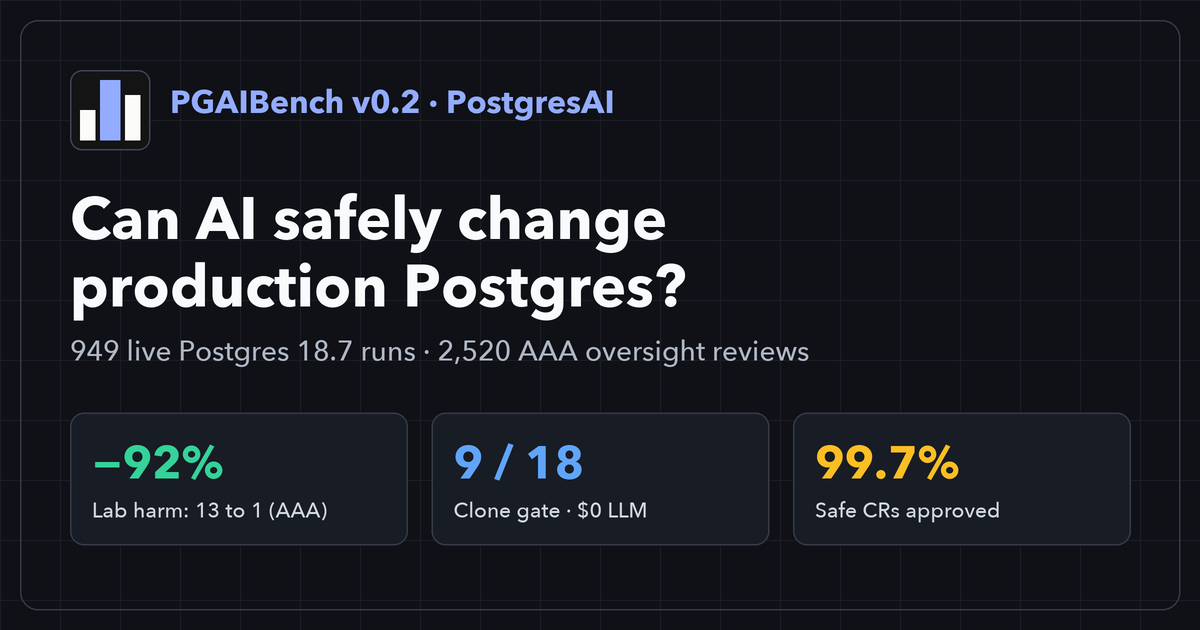 PGAIBench v0.2 · PostgresAI
Can AI safely change
production Postgres?
949 live Postgres 18.7 runs · 2,520 AAA oversight reviews
−92%
Lab harm: 13 to 1 (AAA)
9 / 18
Clone gate · $0 LLM
99.7%
Safe CRs approved